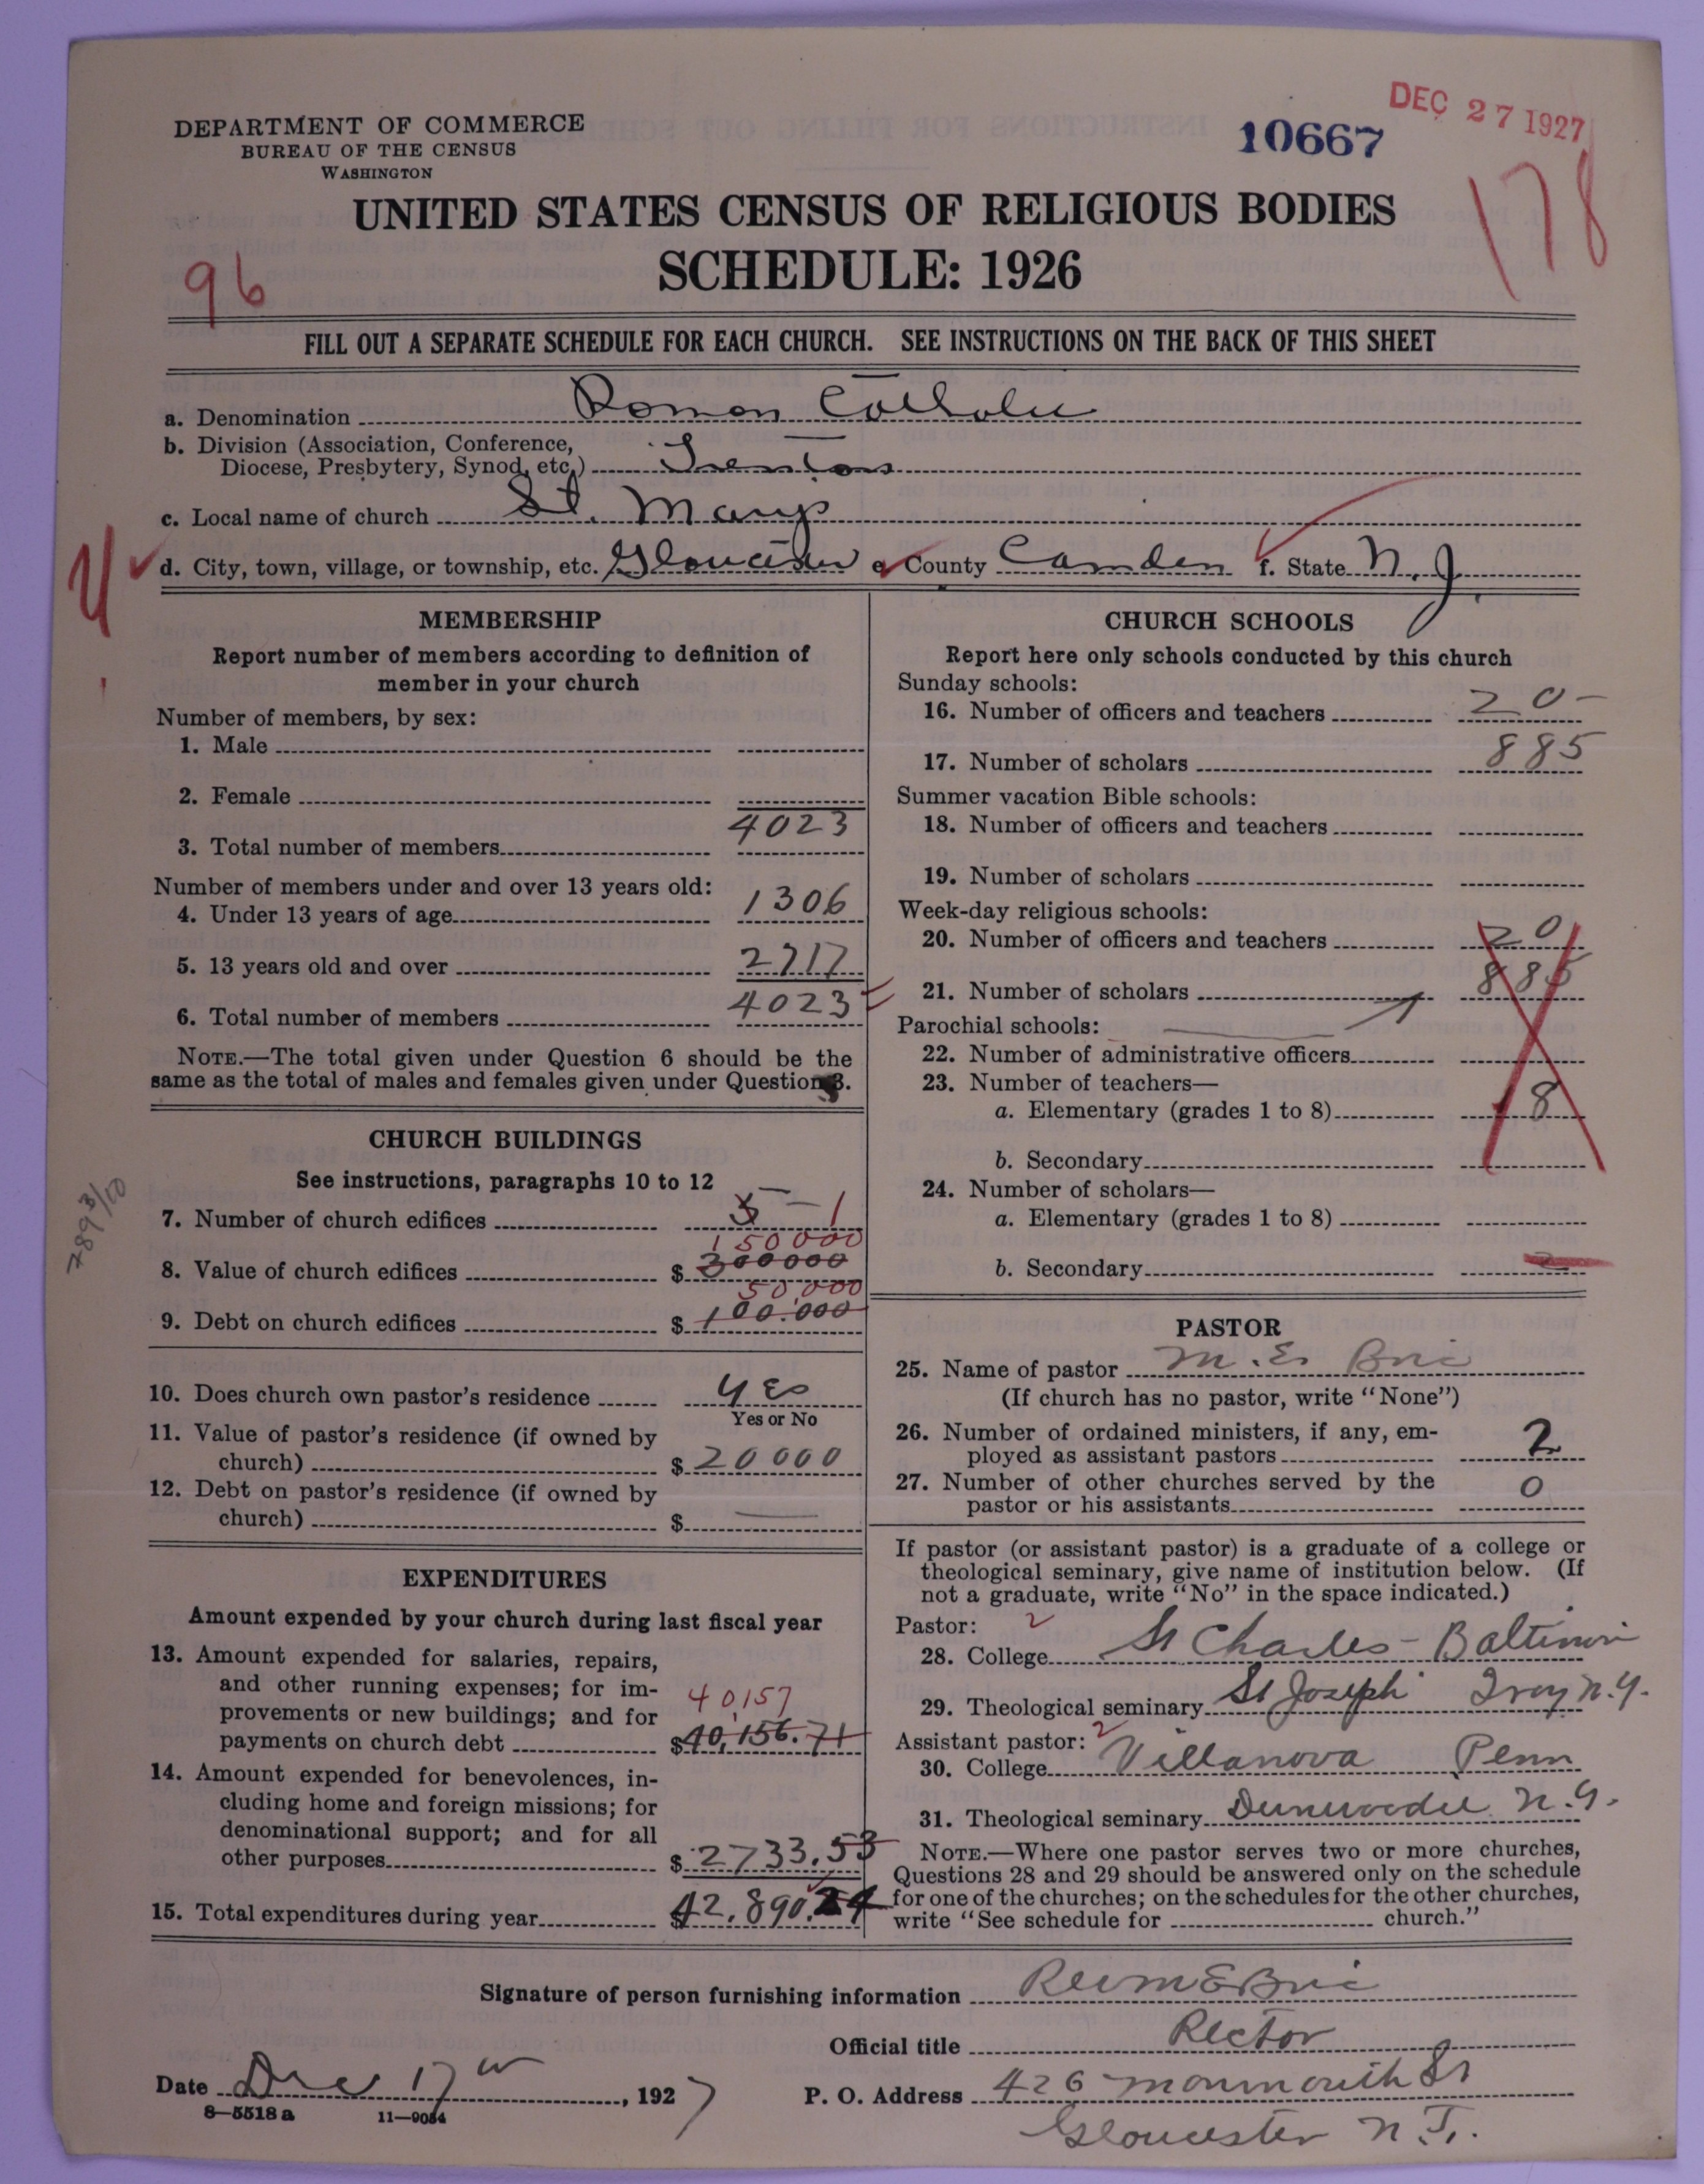 DEC 27 1927
10667
178
DEPARTMENT OF COMMERCE
BUREAU OF THE CENSUS
WASHINGTON
UNITED STATES CENSUS OF RELIGIOUS BODIES
SCHEDULE: 1926
96
FILL OUT A SEPARATE SCHEDULE FOR EACH CHURCH. SEE INSTRUCTIONS ON THE BACK OF THIS SHEET
a. Denomination Roman Catholic
b. Division (Association, Conference,
Diocese, Presbytery, Synod, etc.) Trenton
c. Local name of church St. Marys
d. City, town, village, or township, etc. Gloucester e. County Camden f. State N. J.
MEMBERSHIP
Report number of members according to definition of
member in your church
Number of members, by sex:
1. Male
2. Female
3. Total number of members 4023
Number of members under and over 13 years old:
4. Under 13 years of age 1306
5. 13 years old and over 2717
6. Total number of members 4023
NOTE.—The total given under Question 6 should be the
same as the total of males and females given under Question 3.
CHURCH BUILDINGS
See instructions, paragraphs 10 to 12
7. Number of church edifices 3 — 1
150000
8. Value of church edifices $ 300000
50,000
9. Debt on church edifices $ 100.000
789 3/10
10. Does church own pastor's residence yes
Yes or No
11. Value of pastor's residence (if owned by
church) $ 20000
12. Debt on pastor's residence (if owned by
church) $ —
EXPENDITURES
Amount expended by your church during last fiscal year
13. Amount expended for salaries, repairs,
and other running expenses; for im-
provements or new buildings; and for 40,157
payments on church debt $ 40,156.71
14. Amount expended for benevolences, in-
cluding home and foreign missions; for
denominational support; and for all
other purposes $ 2733.53
15. Total expenditures during year $ 42,890.24
CHURCH SCHOOLS
Report here only schools conducted by this church
Sunday schools:
16. Number of officers and teachers 20 -
17. Number of scholars 885
Summer vacation Bible schools:
18. Number of officers and teachers
19. Number of scholars
Week-day religious schools:
20. Number of officers and teachers 20
21. Number of scholars 885
Parochial schools:
22. Number of administrative officers
23. Number of teachers—
a. Elementary (grades 1 to 8) 18
b. Secondary
24. Number of scholars—
a. Elementary (grades 1 to 8)
b. Secondary
PASTOR
25. Name of pastor M. E. Bric
(If church has no pastor, write "None")
26. Number of ordained ministers, if any, em-
ployed as assistant pastors 2
27. Number of other churches served by the
pastor or his assistants 0
If pastor (or assistant pastor) is a graduate of a college or
theological seminary, give name of institution below. (If
not a graduate, write "No" in the space indicated.)
Pastor: 2
28. College St Charles - Baltimore
29. Theological seminary St Joseph Troy N.Y.
Assistant pastor: 2
30. College Villanova Penn
31. Theological seminary Dunwoodie N.Y.
NOTE.—Where one pastor serves two or more churches,
Questions 28 and 29 should be answered only on the schedule
for one of the churches; on the schedules for the other churches,
write "See schedule for church."
Signature of person furnishing information Rev M E Bric
Official title Rector
Date Dec 17th, 1927
P. O. Address 426 Monmouth St
Gloucester N.J.
8—5518 a 11—9054